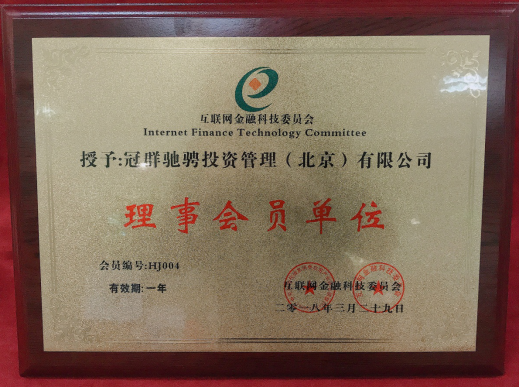 互联网金融科技委员会
Internet Finance Technology Committee
授予:冠群驰骋投资管理（北京）有限公司
理事会员单位
会员编号:HJ004
有效期:一年
互联网金融科技委员会
二零一八年三月二十九日